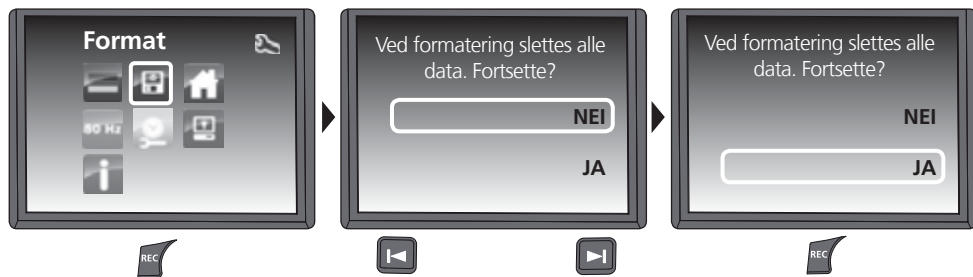 Format
60 Hz
REC
Ved formatering slettes alle
data. Fortsette?
NEI
JA
Ved formatering slettes alle
data. Fortsette?
NEI
JA
REC